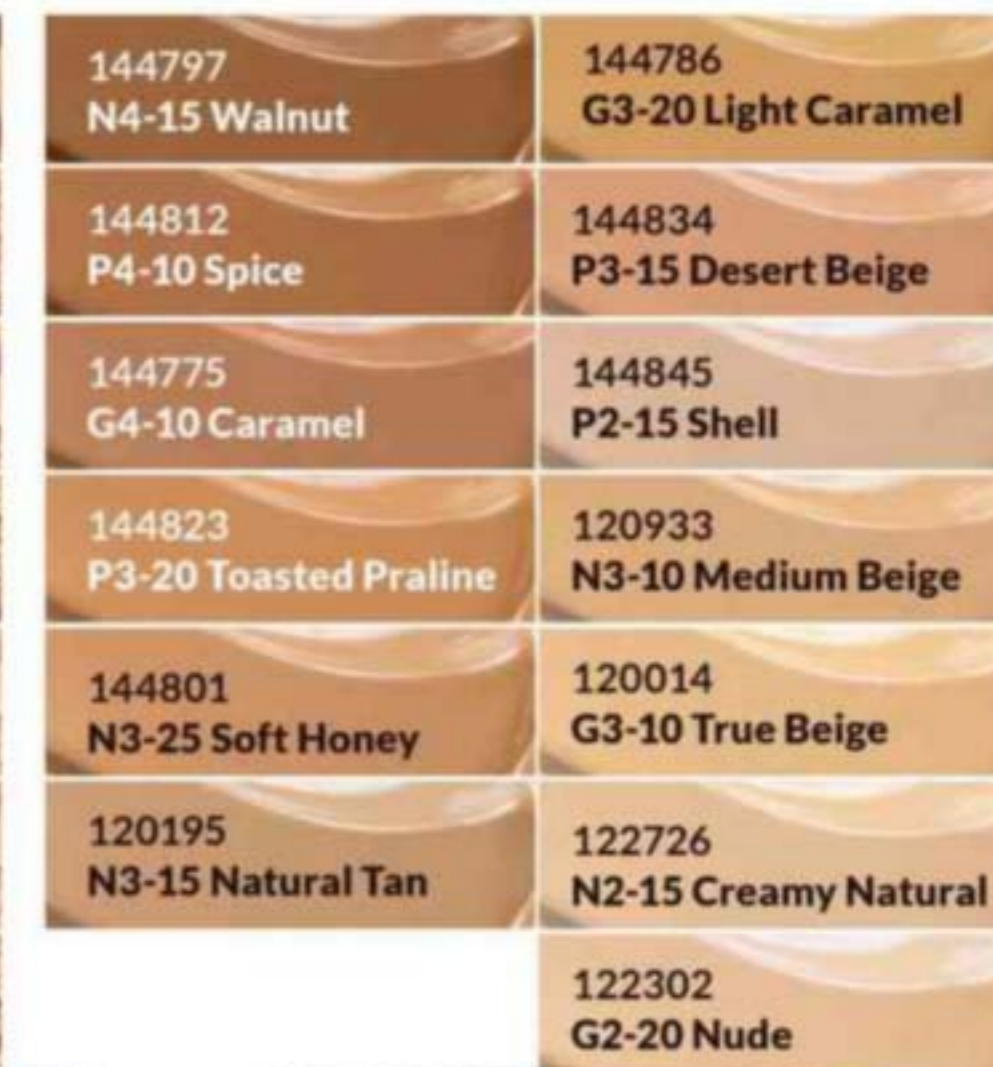 144797
N4-15 Walnut
144812
P4-10 Spice
144775
G4-10 Caramel
144823
P3-20 Toasted Praline
144801
N3-25 Soft Honey
120195
N3-15 Natural Tan
144786
G3-20 Light Caramel
144834
P3-15 Desert Beige
144845
P2-15 Shell
120933
N3-10 Medium Beige
120014
G3-10 True Beige
122726
N2-15 Creamy Natural
122302
G2-20 Nude